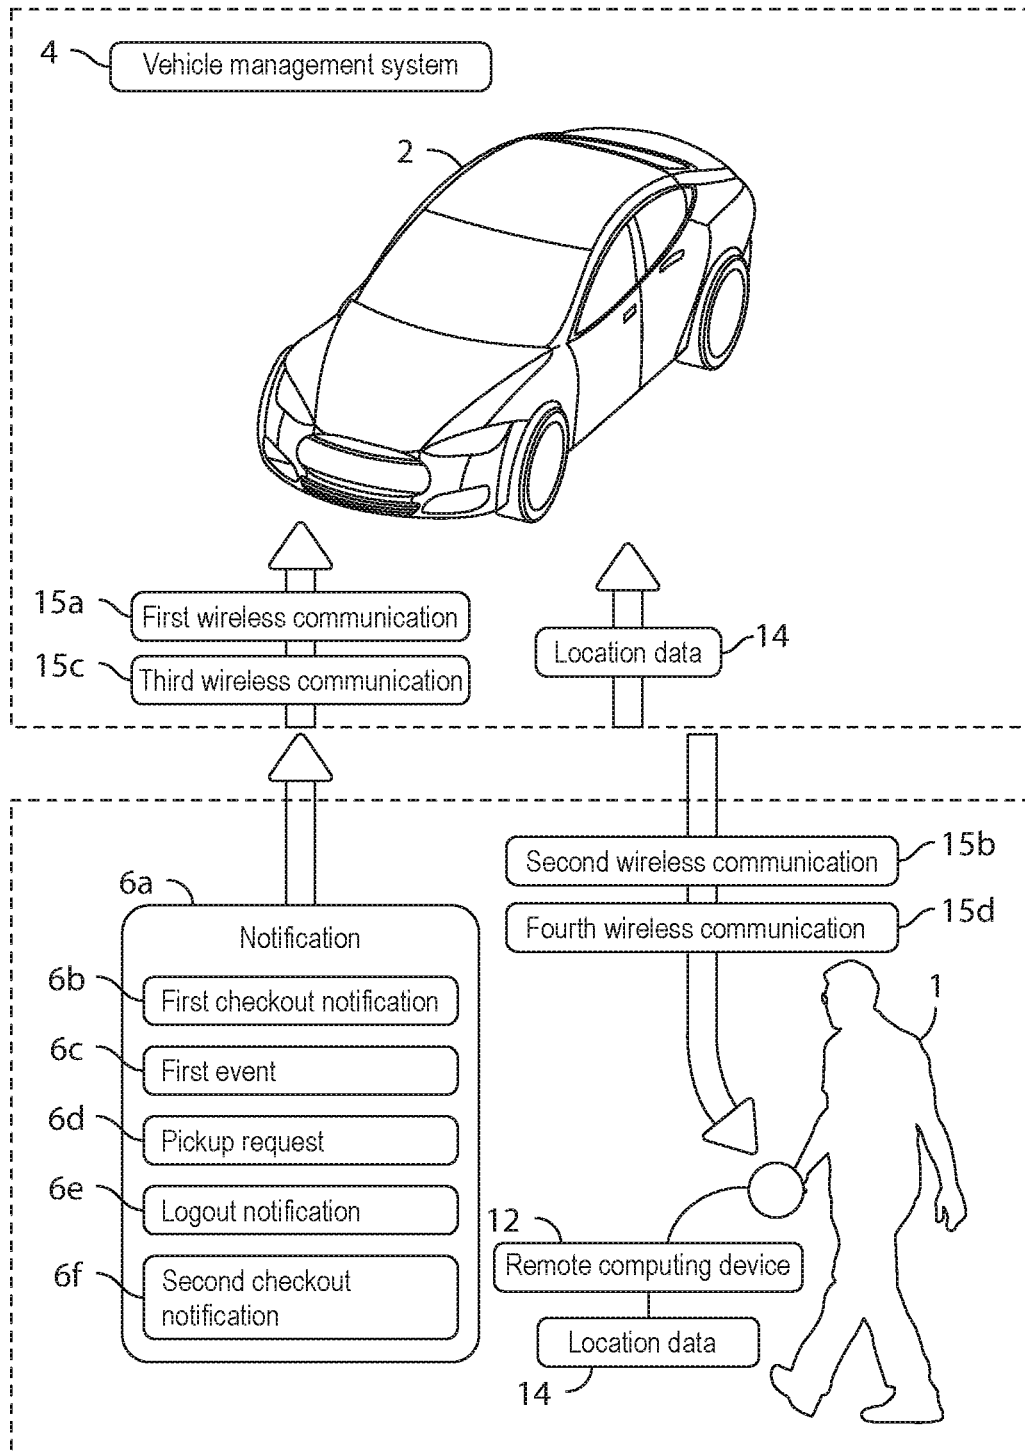 4
Vehicle management system
2
15a
First wireless communication
15c
Third wireless communication
Location data
14
6a
Notification
6b
First checkout notification
6c
First event
6d
Pickup request
6e
Logout notification
6f
Second checkout
notification
Second wireless communication
15b
Fourth wireless communication
15d
1
12
Remote computing device
Location data
14